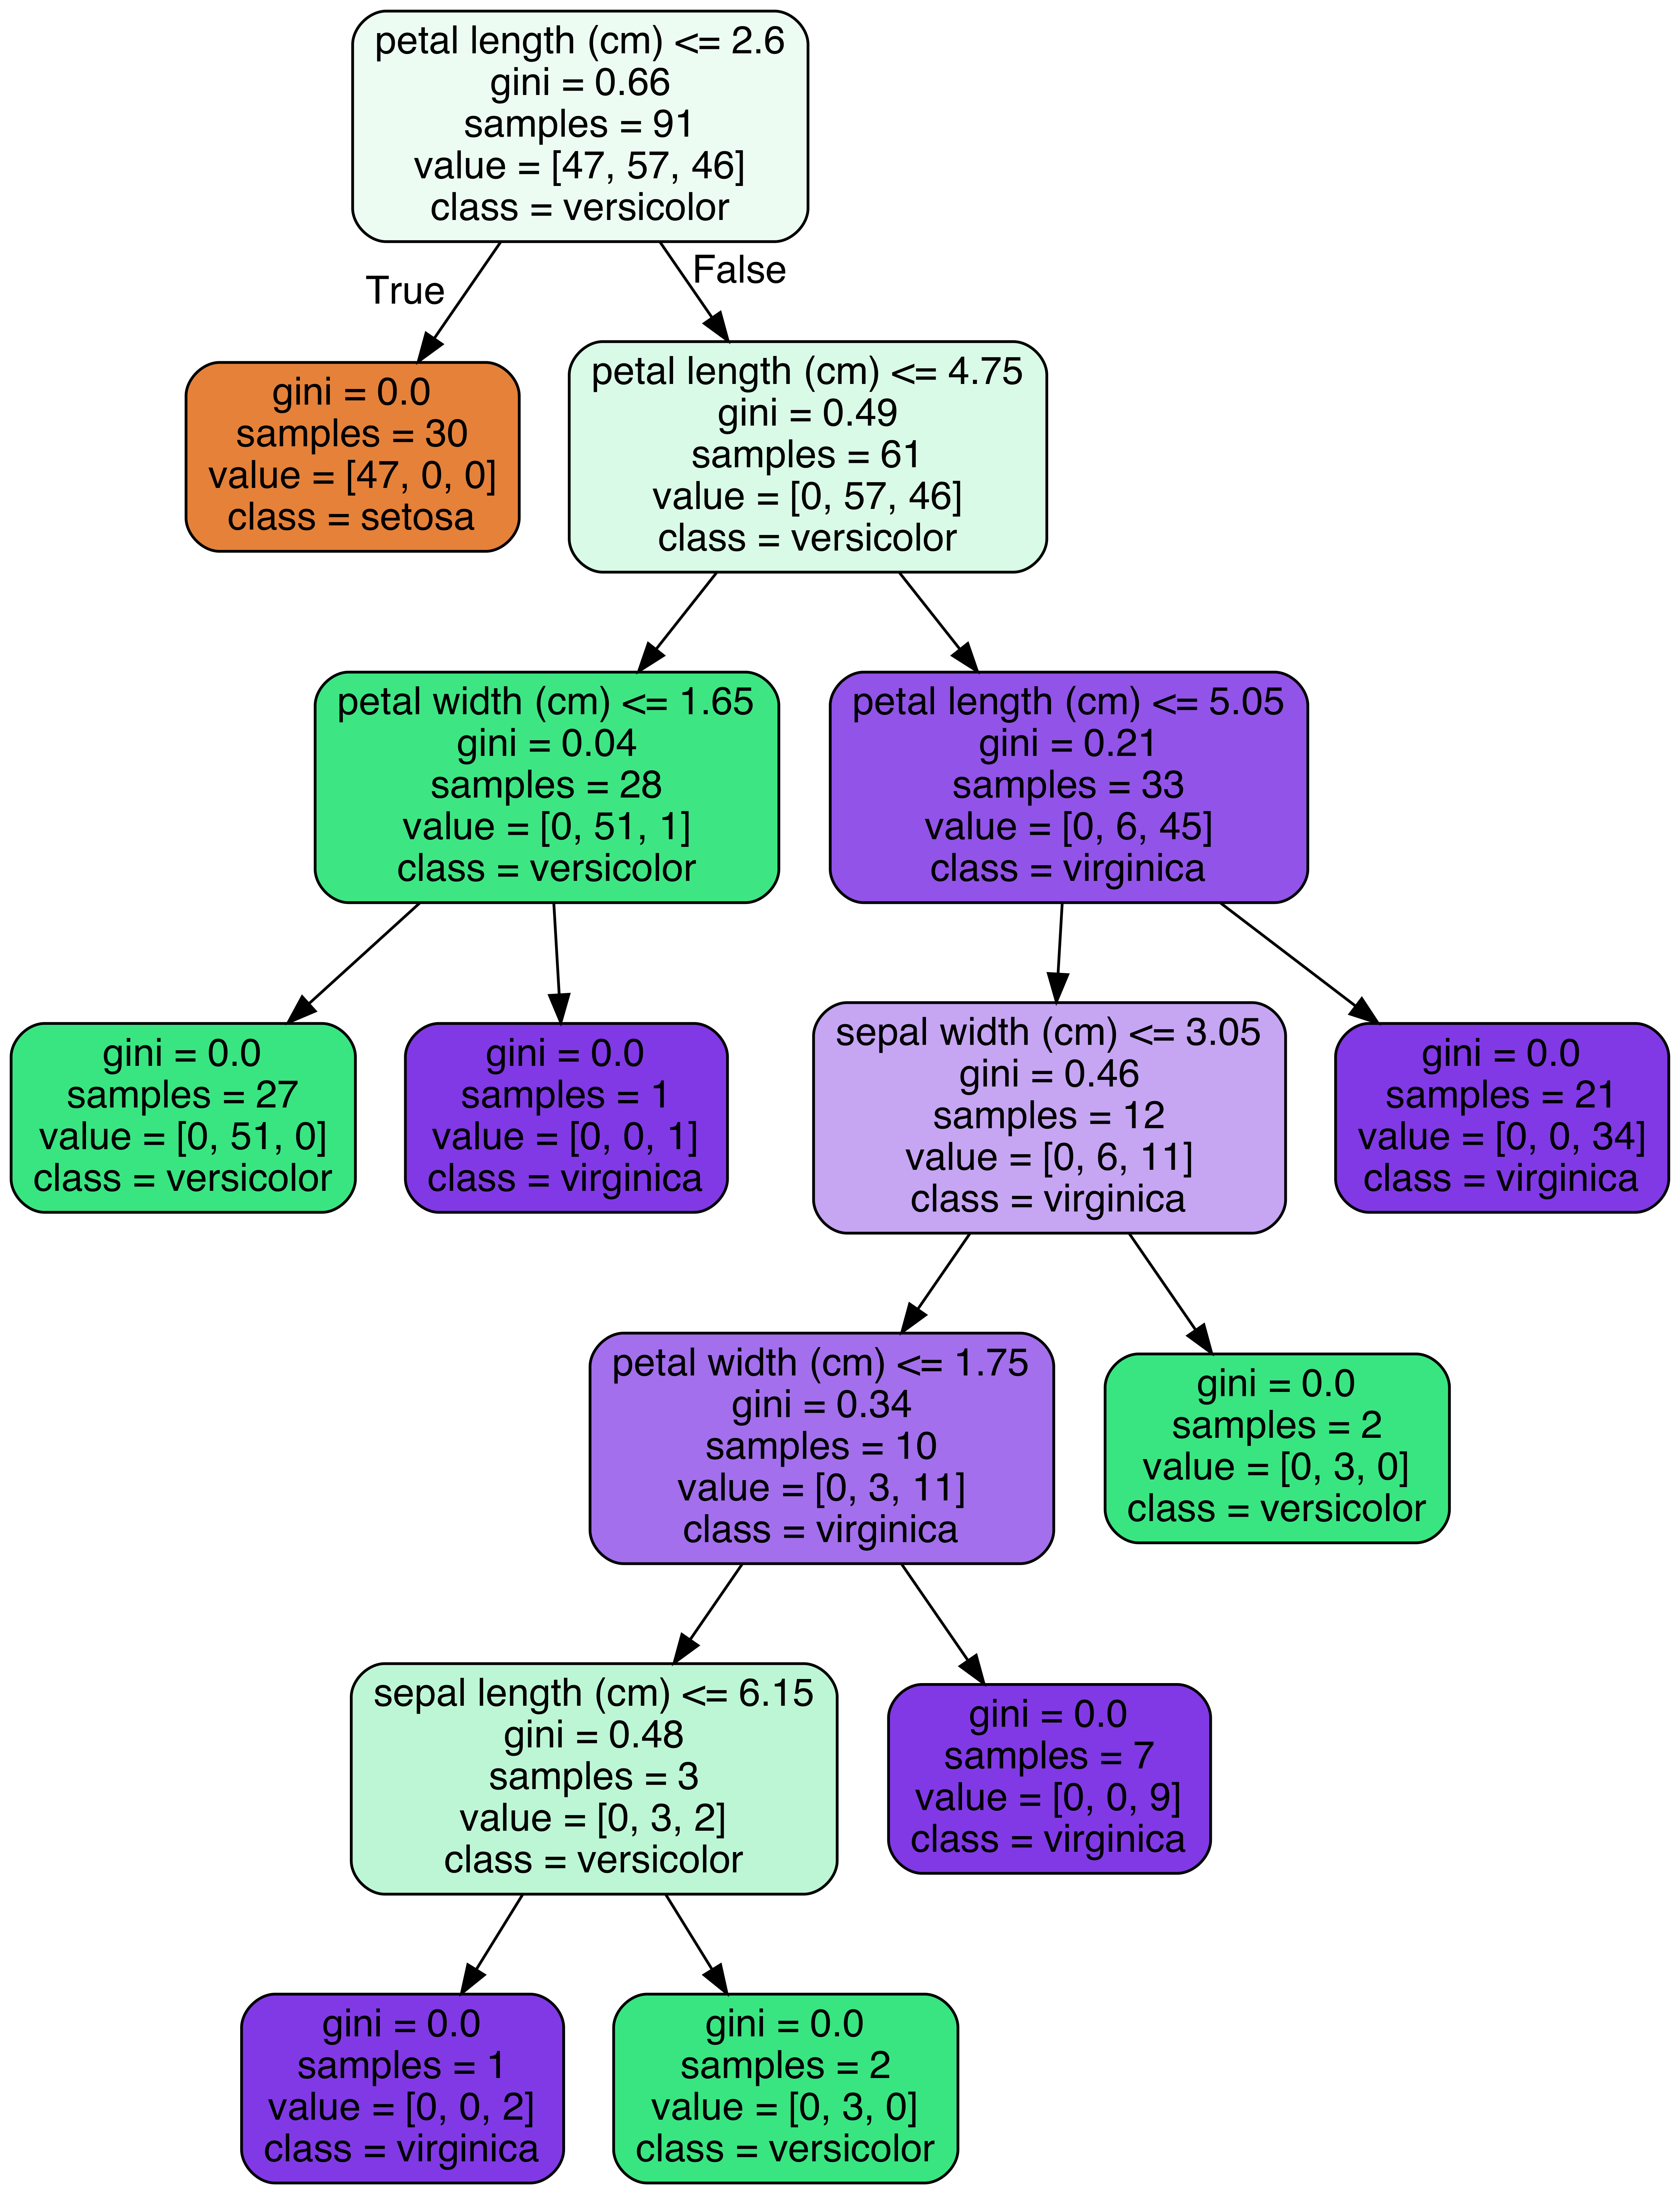 petal length (cm) <= 2.6
gini = 0.66
samples = 91
value = [47, 57, 46]
class = versicolor
True
False
gini = 0.0
samples = 30
value = [47, 0, 0]
class = setosa
petal length (cm) <= 4.75
gini = 0.49
samples = 61
value = [0, 57, 46]
class = versicolor
petal width (cm) <= 1.65
gini = 0.04
samples = 28
value = [0, 51, 1]
class = versicolor
petal length (cm) <= 5.05
gini = 0.21
samples = 33
value = [0, 6, 45]
class = virginica
gini = 0.0
samples = 27
value = [0, 51, 0]
class = versicolor
gini = 0.0
samples = 1
value = [0, 0, 1]
class = virginica
sepal width (cm) <= 3.05
gini = 0.46
samples = 12
value = [0, 6, 11]
class = virginica
gini = 0.0
samples = 21
value = [0, 0, 34]
class = virginica
petal width (cm) <= 1.75
gini = 0.34
samples = 10
value = [0, 3, 11]
class = virginica
gini = 0.0
samples = 2
value = [0, 3, 0]
class = versicolor
sepal length (cm) <= 6.15
gini = 0.48
samples = 3
value = [0, 3, 2]
class = versicolor
gini = 0.0
samples = 7
value = [0, 0, 9]
class = virginica
gini = 0.0
samples = 1
value = [0, 0, 2]
class = virginica
gini = 0.0
samples = 2
value = [0, 3, 0]
class = versicolor